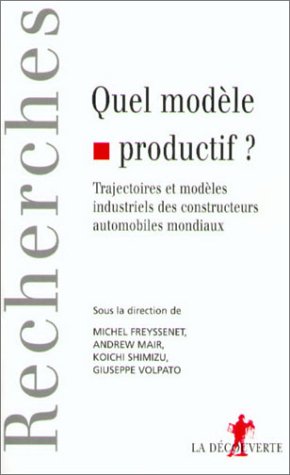 Recherches
Quel modèle
productif ?
Trajectoires et modèles
industriels des constructeurs
automobiles mondiaux
Sous la direction de
MICHEL FREYSSENET,
ANDREW MAIR,
KOICHI SHIMIZU,
GIUSEPPE VOLPATO
LA DÉCOUVERTE